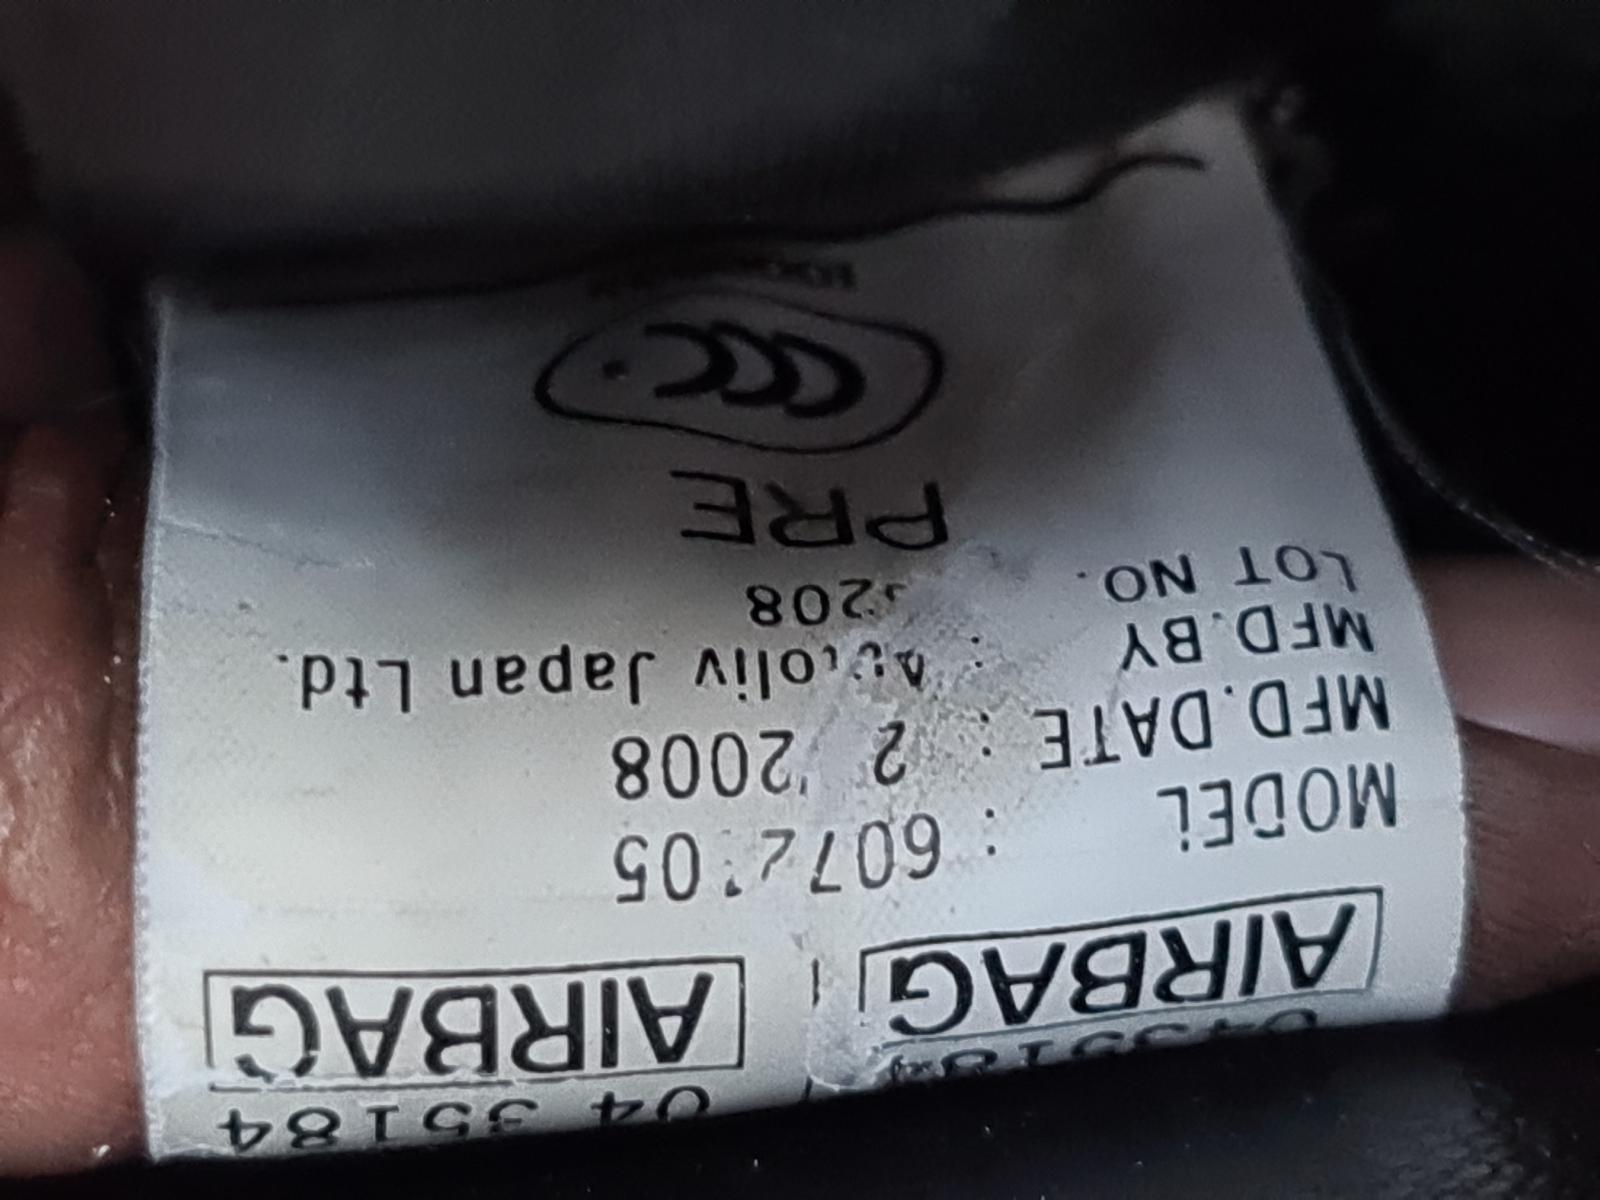 04 35184
AIRBAG AIRBAG
MODEL :
MFD.DATE : 2 '2008
MFD.BY : Autoliv Japan Ltd.
LOT NO.
PRE
CCC